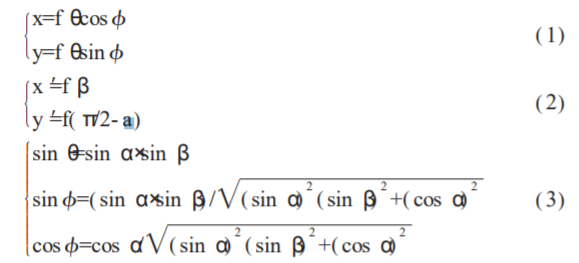 x=f θcos ϕ
y=f θsin ϕ (1)
x'=f β
y'=f( π/2- a) (2)
sin θ=sin α×sin β
sin ϕ=( sin α×sin β)/√( sin α)²( sin β)²+( cos α)² (3)
cos ϕ=cos α/√( sin α)²( sin β)²+( cos α)²